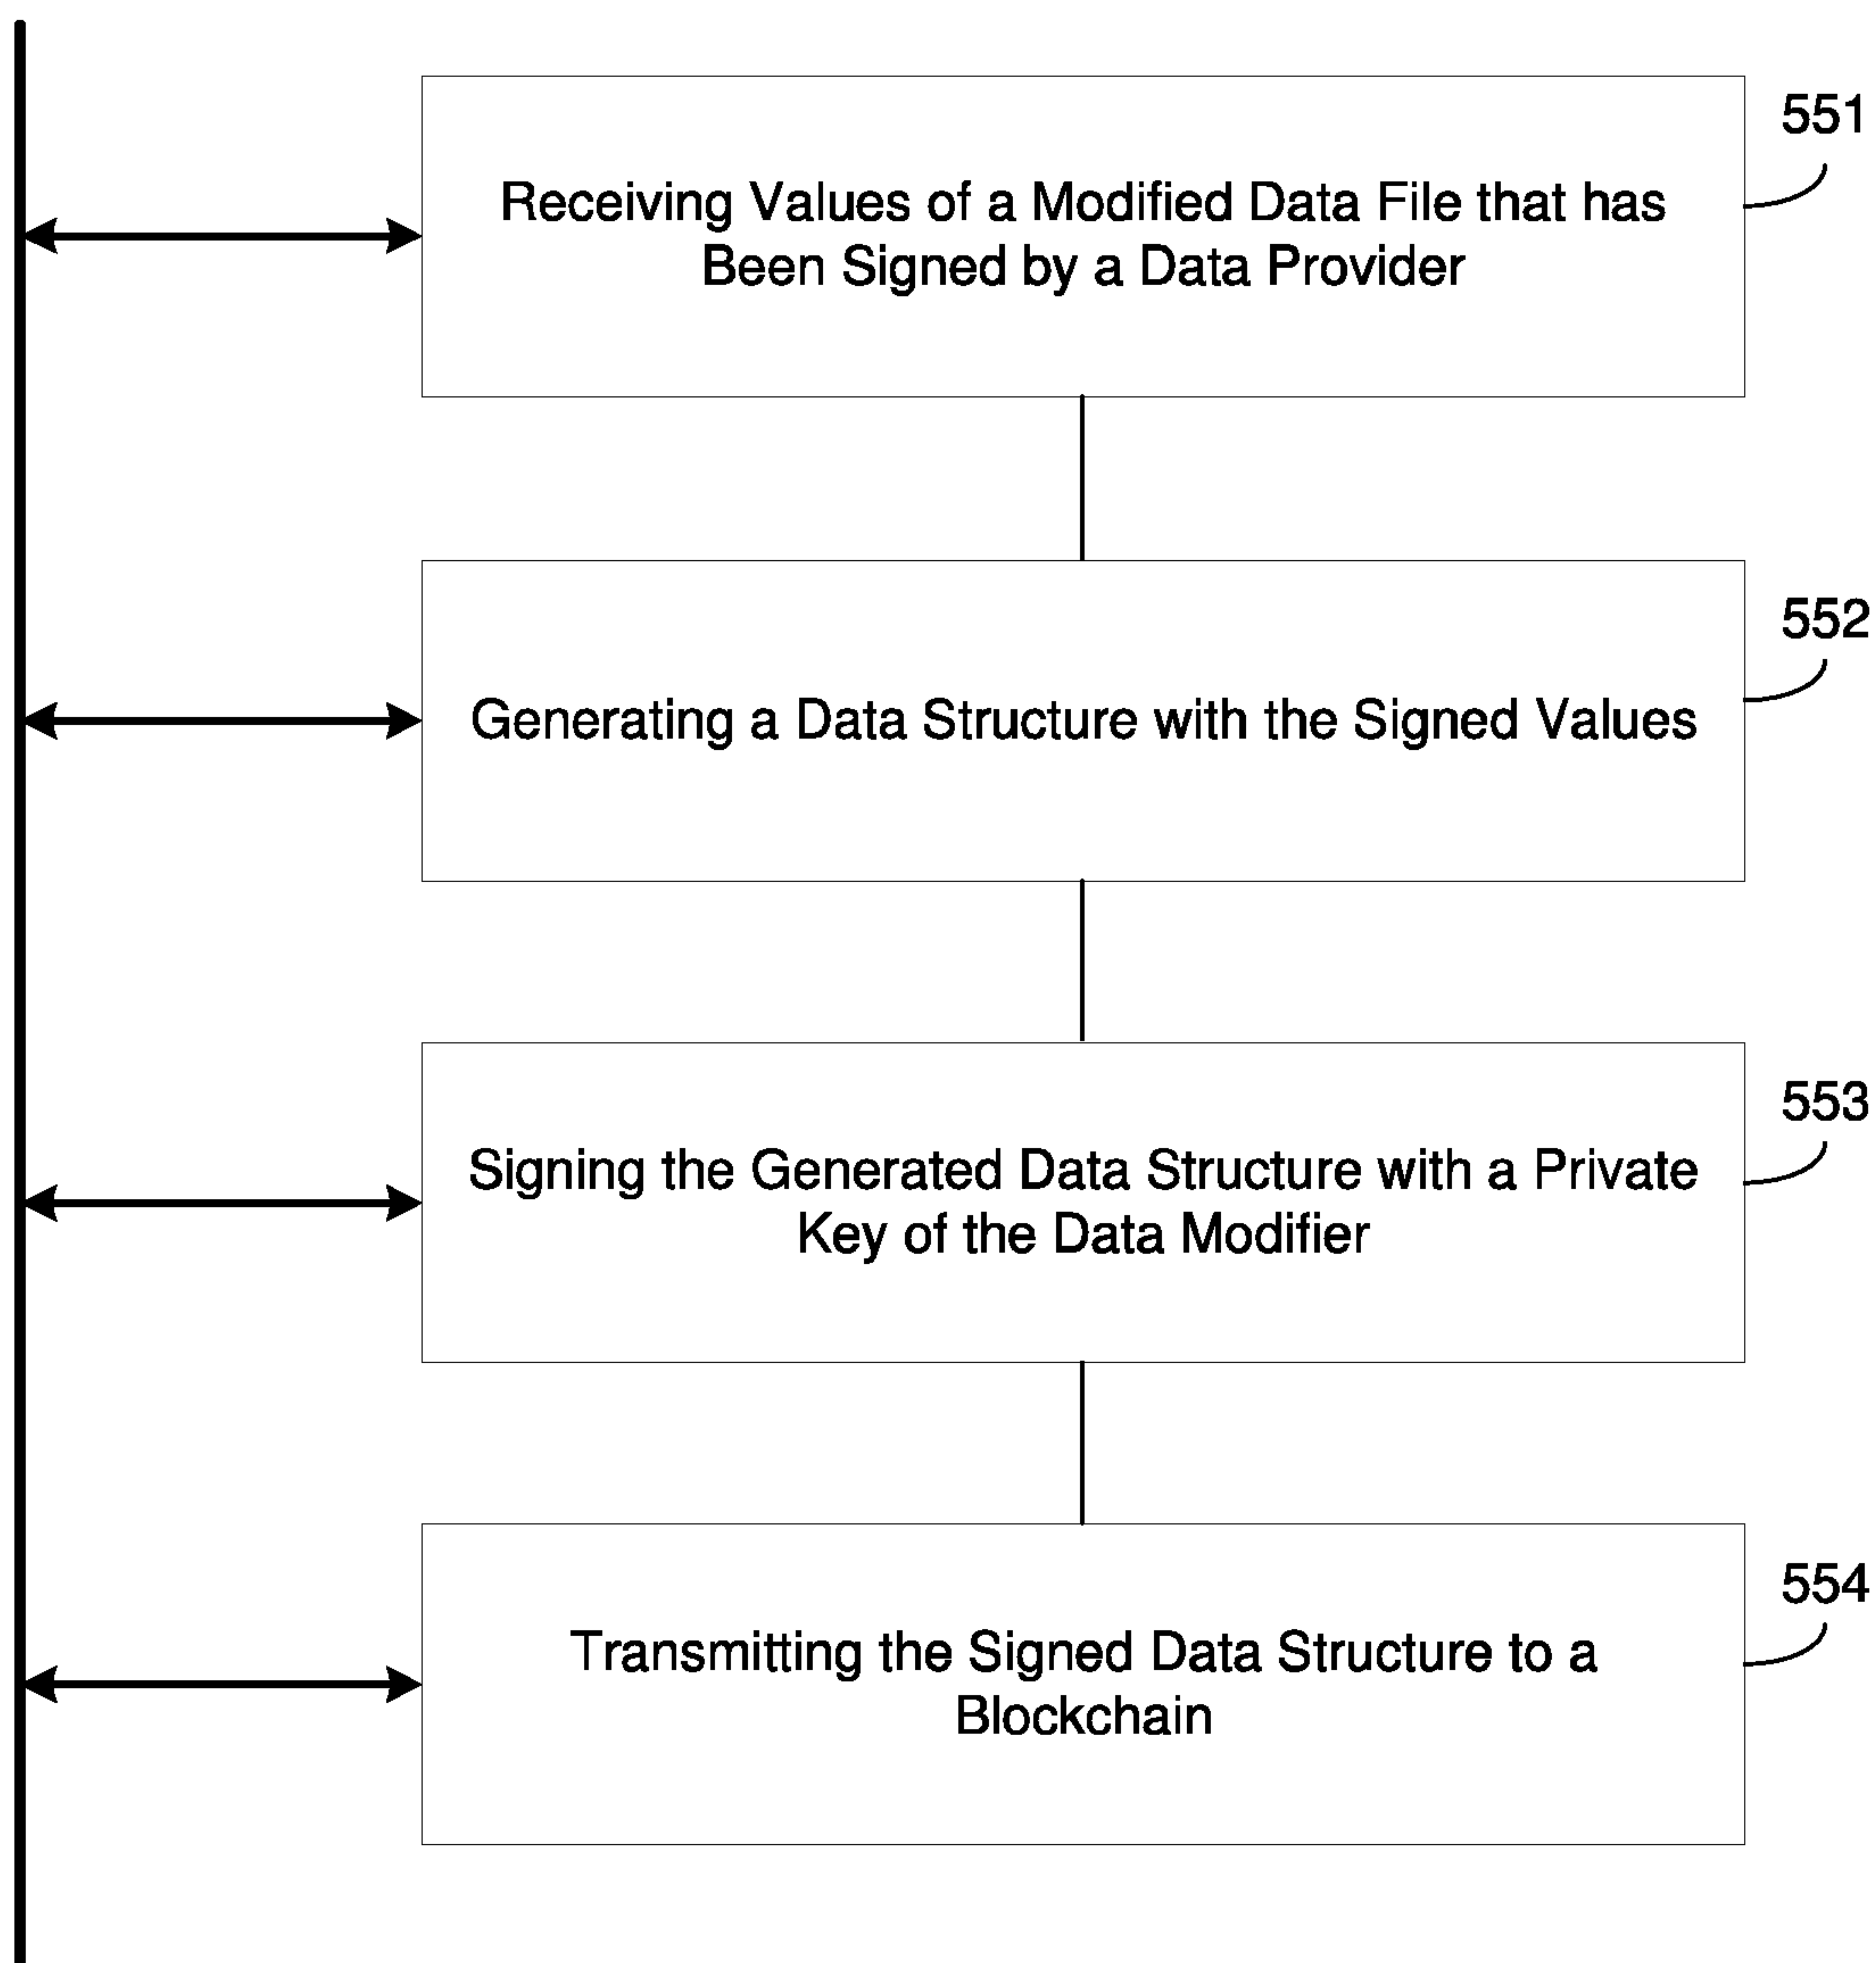 551
Receiving Values of a Modified Data File that has
Been Signed by a Data Provider
552
Generating a Data Structure with the Signed Values
553
Signing the Generated Data Structure with a Private
Key of the Data Modifier
554
Transmitting the Signed Data Structure to a
Blockchain